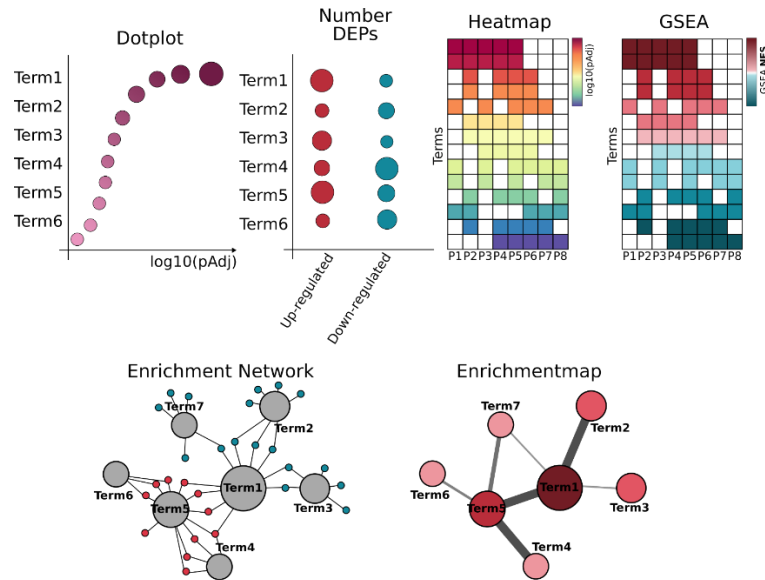 Dotplot
Term1
Term2
Term3
Term4
Term5
Term6
log10(pAdj)
Number
DEPs
Term1
Term2
Term3
Term4
Term5
Term6
Up-regulated
Down-regulated
Heatmap
Terms
P1 P2 P3 P4 P5 P6 P7 P8
log10(pAdj)
GSEA
Terms
P1 P2 P3 P4 P5 P6 P7 P8
GSEA NES
Enrichment Network
Term7
Term2
Term6
Term1
Term5
Term3
Term4
Enrichmentmap
Term7
Term2
Term6
Term1
Term5
Term3
Term4